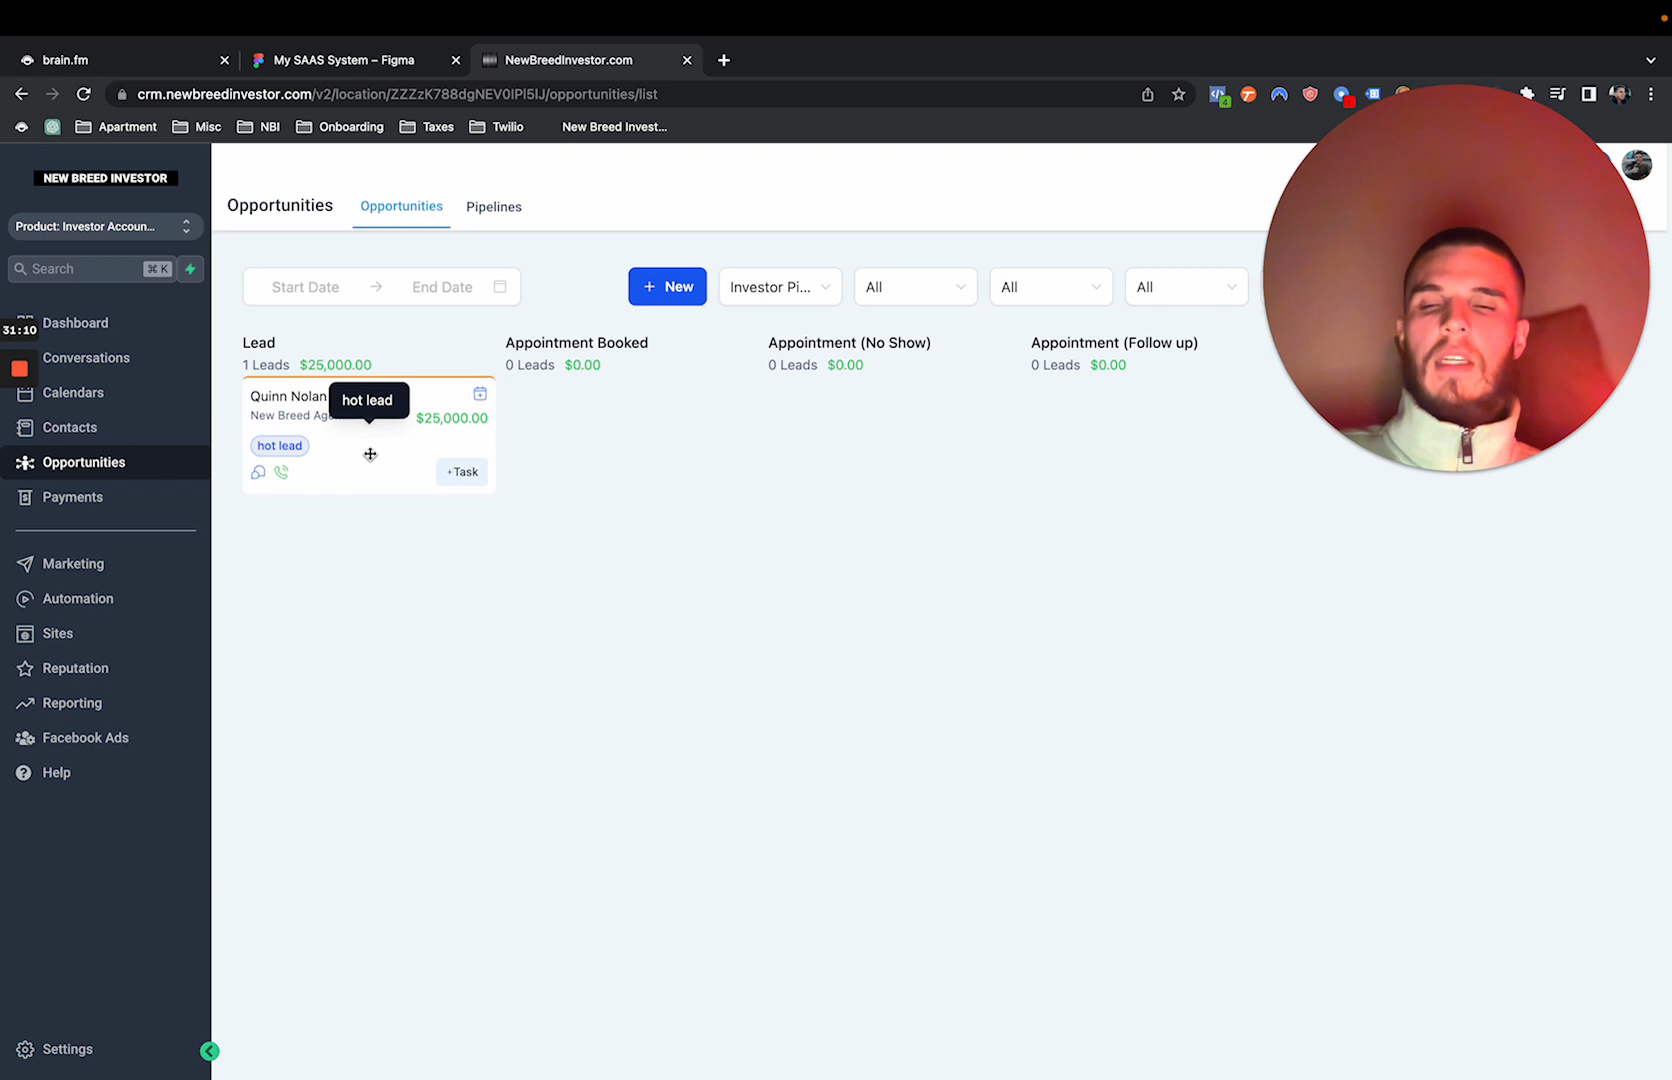 brain.fm
My SAAS System – Figma
NewBreedInvestor.com
crm.newbreedinvestor.com/v2/location/ZZZzK788dgNEV0IPI5IJ/opportunities/list
4
Apartment
Misc
NBI
Onboarding
Taxes
Twilio
New Breed Invest...
NEW BREED INVESTOR
Product: Investor Accoun...
Search
⌘ K
31:10
Dashboard
Conversations
Calendars
Contacts
Opportunities
Payments
Marketing
Automation
Sites
Reputation
Reporting
Facebook Ads
Help
Settings
Opportunities
Opportunities
Pipelines
Start Date
End Date
+ New
Investor Pi...
All
All
All
Lead
1 Leads $25,000.00
Appointment Booked
0 Leads $0.00
Appointment (No Show)
0 Leads $0.00
Appointment (Follow up)
0 Leads $0.00
Quinn Nolan
hot lead
New Breed Age
$25,000.00
hot lead
+Task